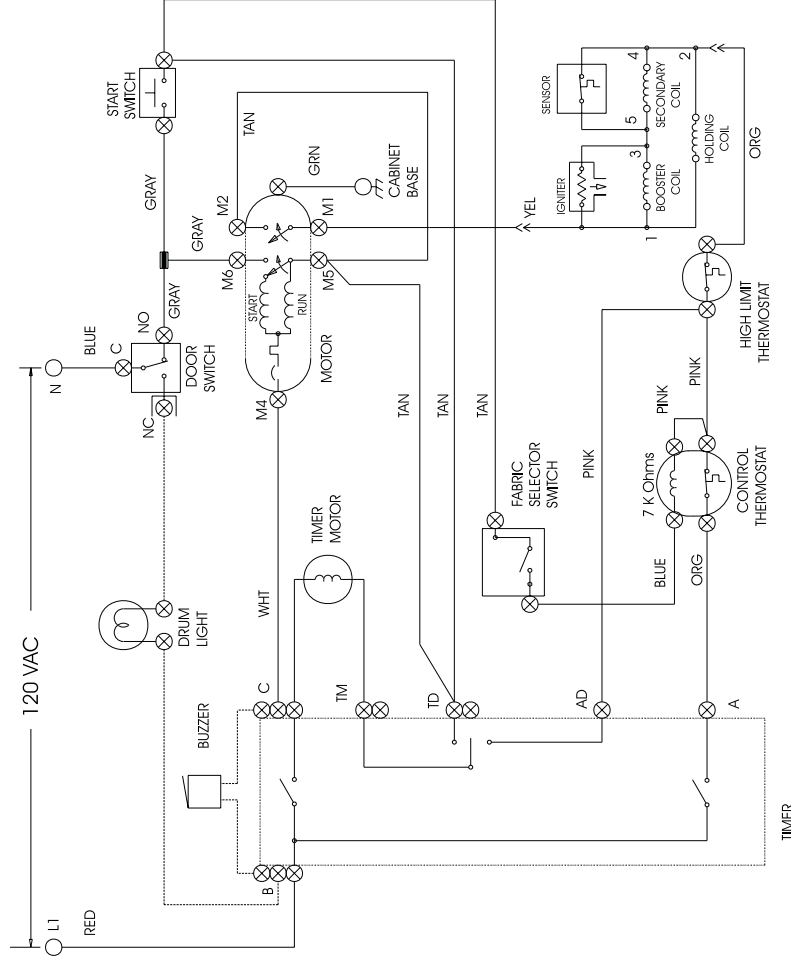 120 VAC
L1
RED
N
BLUE
C
NO
DOOR
SWITCH
NC
GRAY
GRAY
START
SWITCH
DRUM
LIGHT
BUZZER
B
C
WHT
M4
MOTOR
START
RUN
M6
GRAY
M2
TAN
GRN
CABINET
BASE
M5
M1
TIMER
MOTOR
TM
TD
TAN
TAN
TAN
YEL
FABRIC
SELECTOR
SWITCH
AD
PINK
BLUE
ORG
7 K Ohms
PINK
PINK
CONTROL
THERMOSTAT
HIGH LIMIT
THERMOSTAT
ORG
A
TIMER
SENSOR
IGNITER
1
3
5
4
2
BOOSTER
COIL
SECONDARY
COIL
HOLDING
COIL